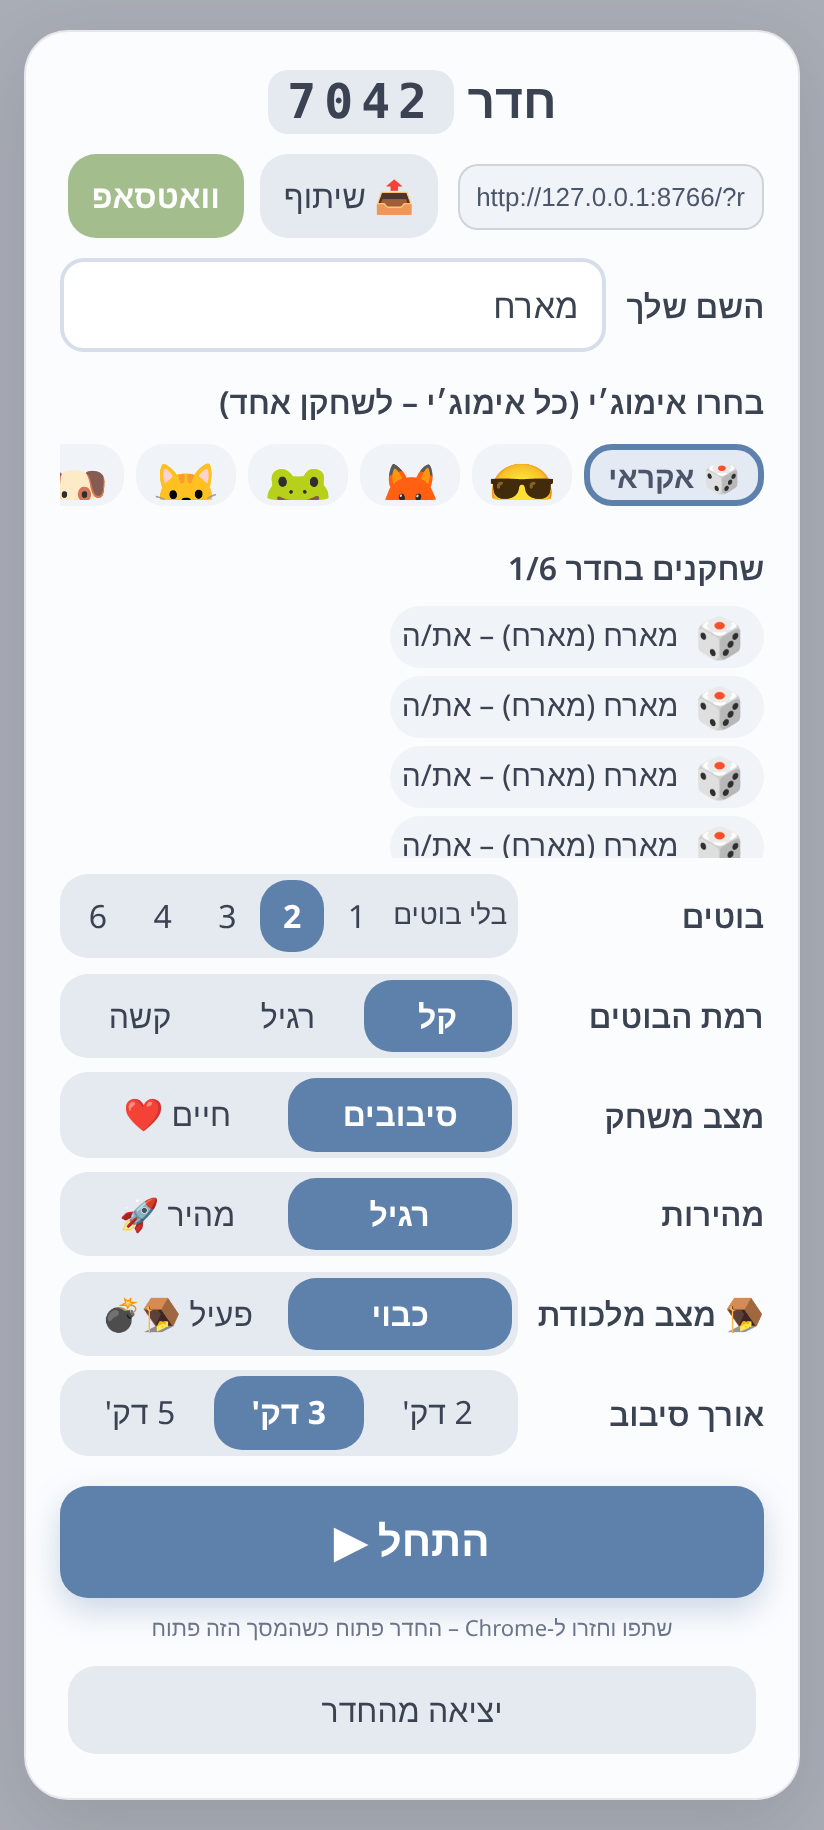 חדר 7042
http://127.0.0.1:8766/?r
📤 שיתוף
וואטסאפ
השם שלך
מארח
בחרו אימוג׳י (כל אימוג׳י – לשחקן אחד)
🎲 אקראי
שחקנים בחדר 1/6
מארח (מארח) – את/ה
מארח (מארח) – את/ה
מארח (מארח) – את/ה
מארח (מארח) – את/ה
בוטים
בלי בוטים 1 2 3 4 6
רמת הבוטים
קל רגיל קשה
מצב משחק
סיבובים חיים ❤️
מהירות
רגיל מהיר 🚀
🪤 מצב מלכודת
כבוי פעיל 🪤💣
אורך סיבוב
2 דק' 3 דק' 5 דק'
התחל ▶
שתפו וחזרו ל-Chrome – החדר פתוח כשהמסך הזה פתוח
יציאה מהחדר